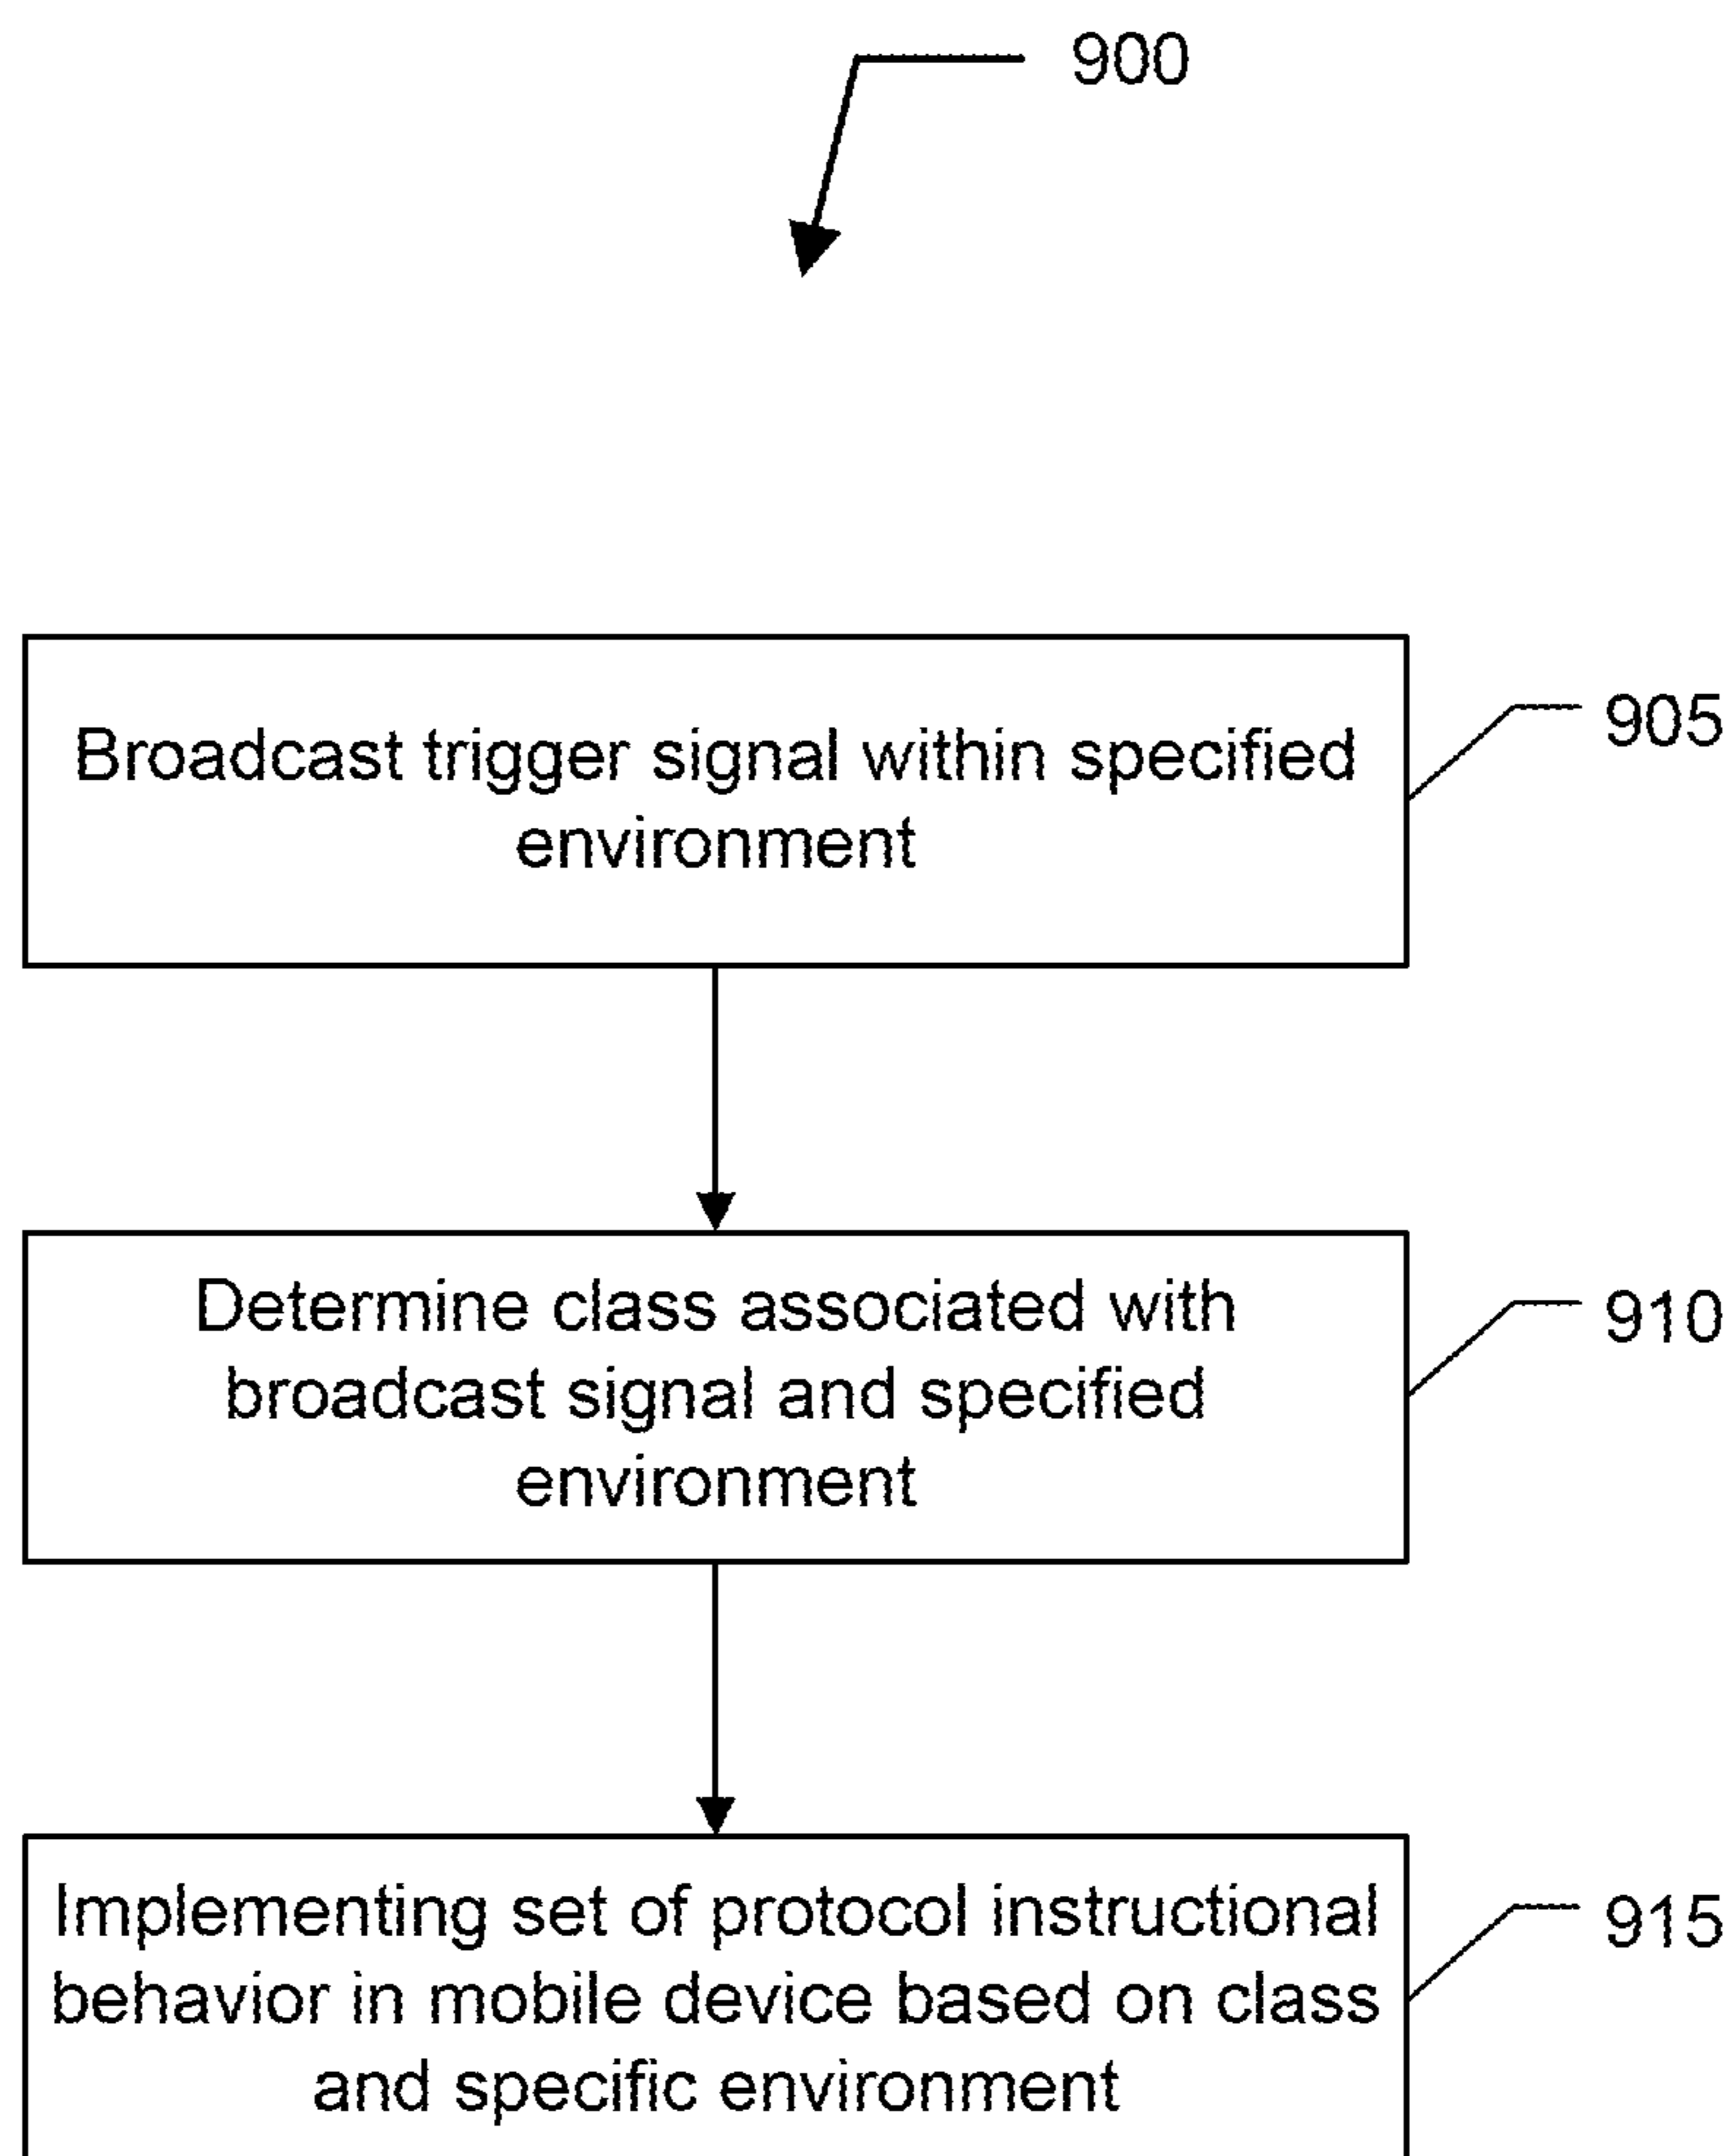 900
Broadcast trigger signal within specified
environment
905
Determine class associated with
broadcast signal and specified
environment
910
Implementing set of protocol instructional
behavior in mobile device based on class
and specific environment
915